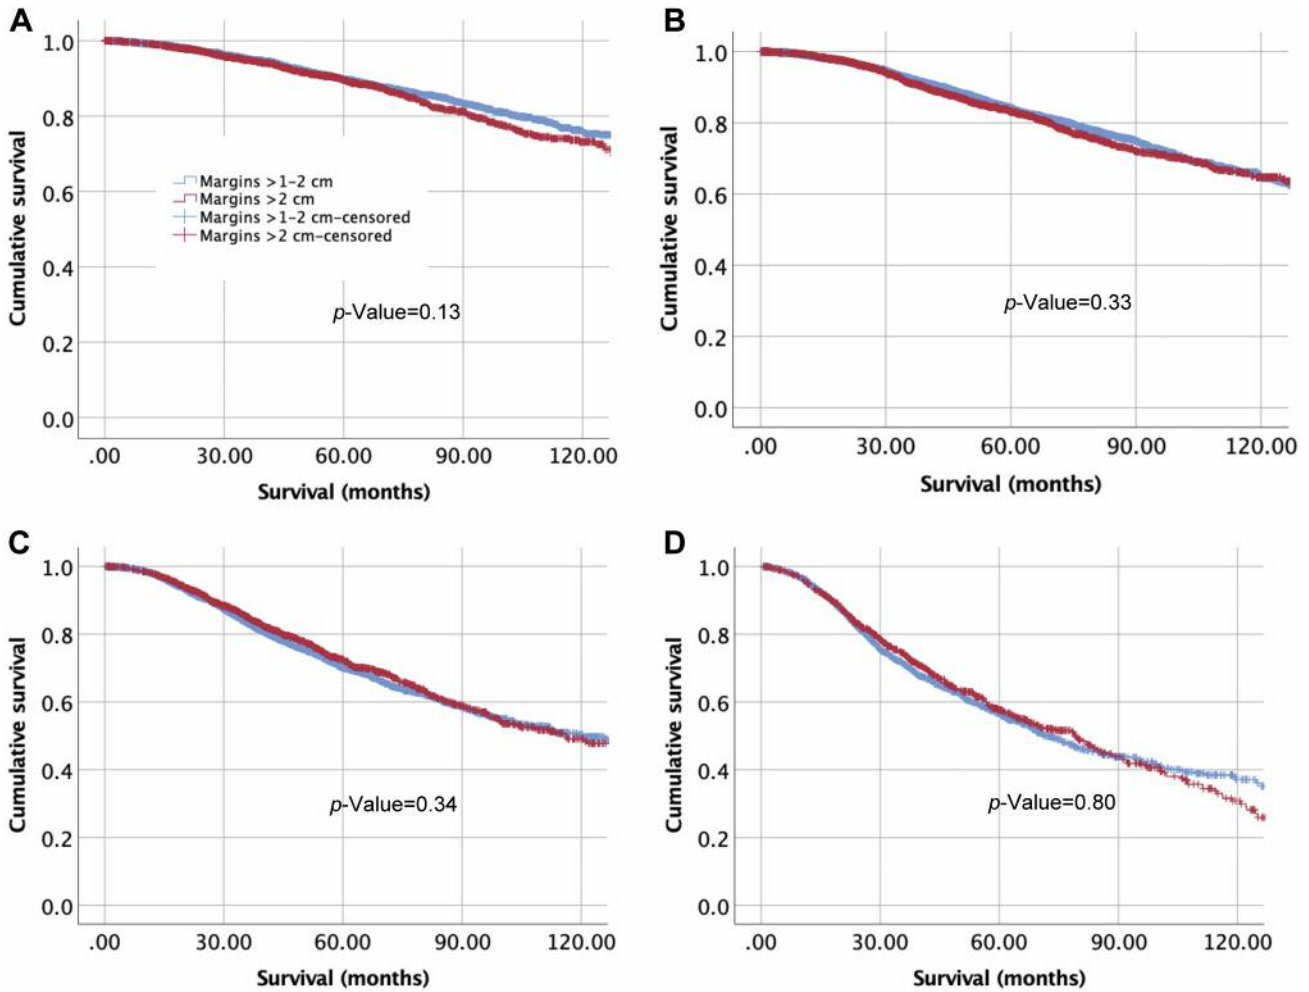 A
Cumulative survival
1.0
0.8
0.6
0.4
0.2
0.0
Margins >1-2 cm
Margins >2 cm
Margins >1-2 cm-censored
Margins >2 cm-censored
p-Value=0.13
.00 30.00 60.00 90.00 120.00
Survival (months)
B
Cumulative survival
1.0
0.8
0.6
0.4
0.2
0.0
p-Value=0.33
.00 30.00 60.00 90.00 120.00
Survival (months)
C
Cumulative survival
1.0
0.8
0.6
0.4
0.2
0.0
p-Value=0.34
.00 30.00 60.00 90.00 120.00
Survival (months)
D
Cumulative survival
1.0
0.8
0.6
0.4
0.2
0.0
p-Value=0.80
.00 30.00 60.00 90.00 120.00
Survival (months)